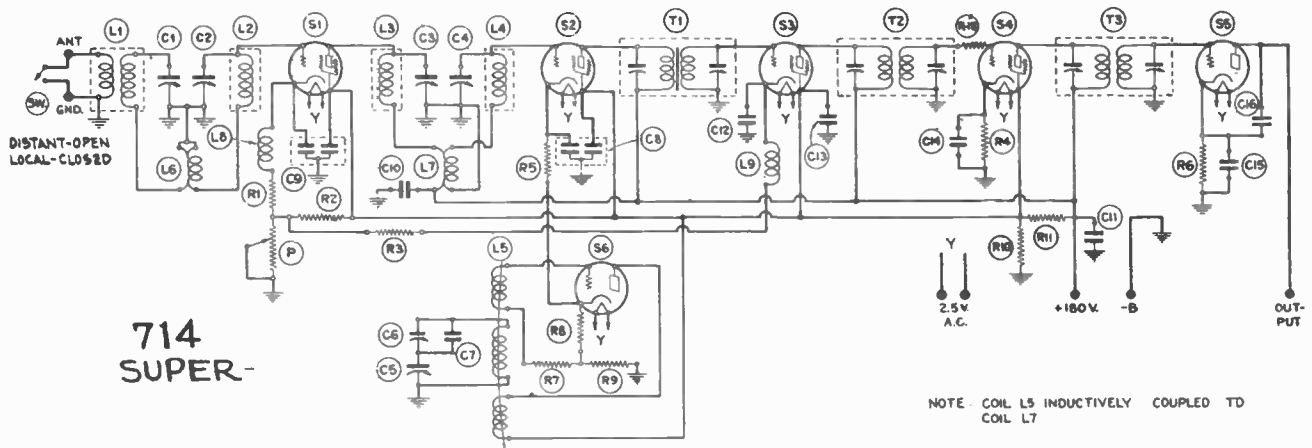 L1 C1 C2 L2 S1 L3 C3 C4 L4 S2 T1 S3 T2 R12 S4 T3 S5
ANT
SW.
GND.
DISTANT-OPEN
LOCAL-CLOSED
Y Y Y Y Y
L8 L6 C9 C10 L7 R5 C8 C12 L9 C13 C14 R4 R6 C15 C16
R1 R2
P R3 R10 R11 C11
L5 S6
C6 C7 R8 Y
C5 R7 R9
Y
2.5V. +180V. -B OUT-
A.C. PUT
714
SUPER-
NOTE - COIL L5 INDUCTIVELY COUPLED TO
COIL L7